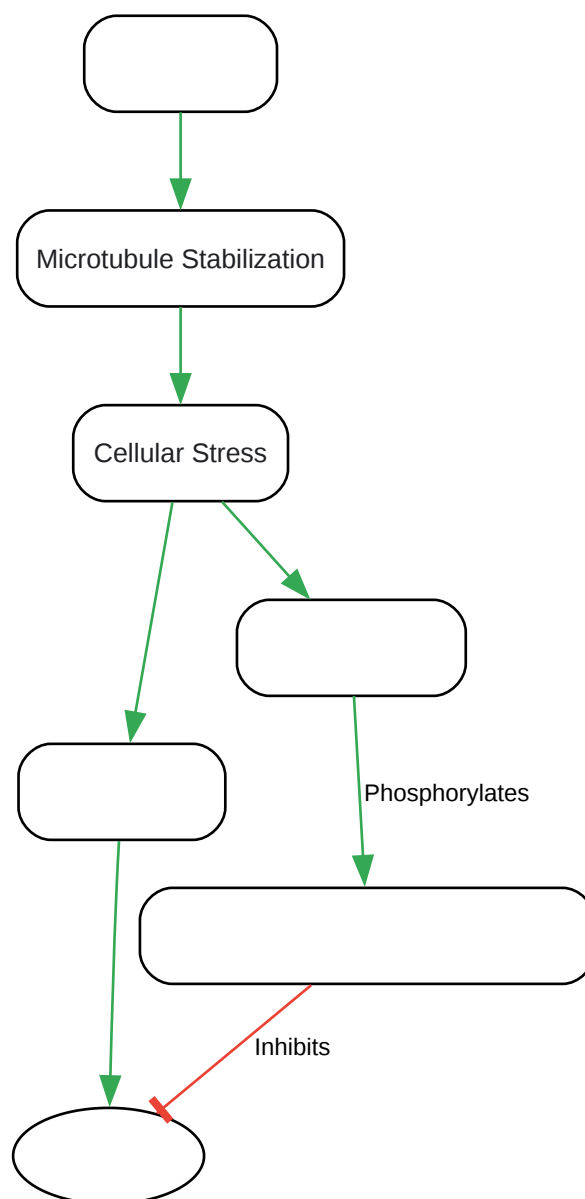 Microtubule Stabilization
Cellular Stress
Phosphorylates
Inhibits